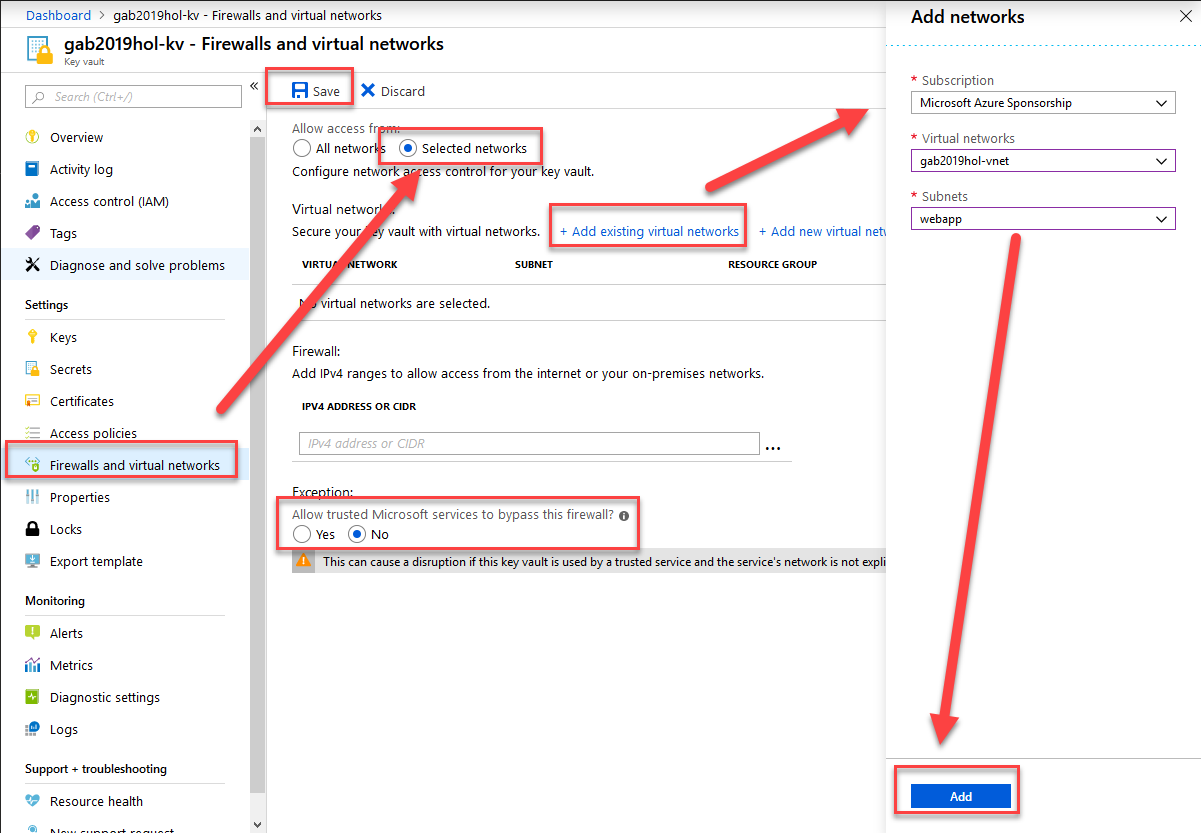 Dashboard > gab2019hol-kv - Firewalls and virtual networks
gab2019hol-kv - Firewalls and virtual networks
Key vault
Search (Ctrl+/)
«
Overview
Activity log
Access control (IAM)
Tags
Diagnose and solve problems
Settings
Keys
Secrets
Certificates
Access policies
Firewalls and virtual networks
Properties
Locks
Export template
Monitoring
Alerts
Metrics
Diagnostic settings
Logs
Support + troubleshooting
Resource health
New support request
Save
Discard
Allow access from:
All networks
Selected networks
Configure network access control for your key vault.
Virtual networks:
Secure your key vault with virtual networks. + Add existing virtual networks + Add new virtual netw
VIRTUAL NETWORK SUBNET RESOURCE GROUP
No virtual networks are selected.
Firewall:
Add IPv4 ranges to allow access from the internet or your on-premises networks.
IPV4 ADDRESS OR CIDR
IPv4 address or CIDR
...
Exception:
Allow trusted Microsoft services to bypass this firewall?
Yes No
This can cause a disruption if this key vault is used by a trusted service and the service's network is not expli
Add networks
* Subscription
Microsoft Azure Sponsorship
* Virtual networks
gab2019hol-vnet
* Subnets
webapp
Add